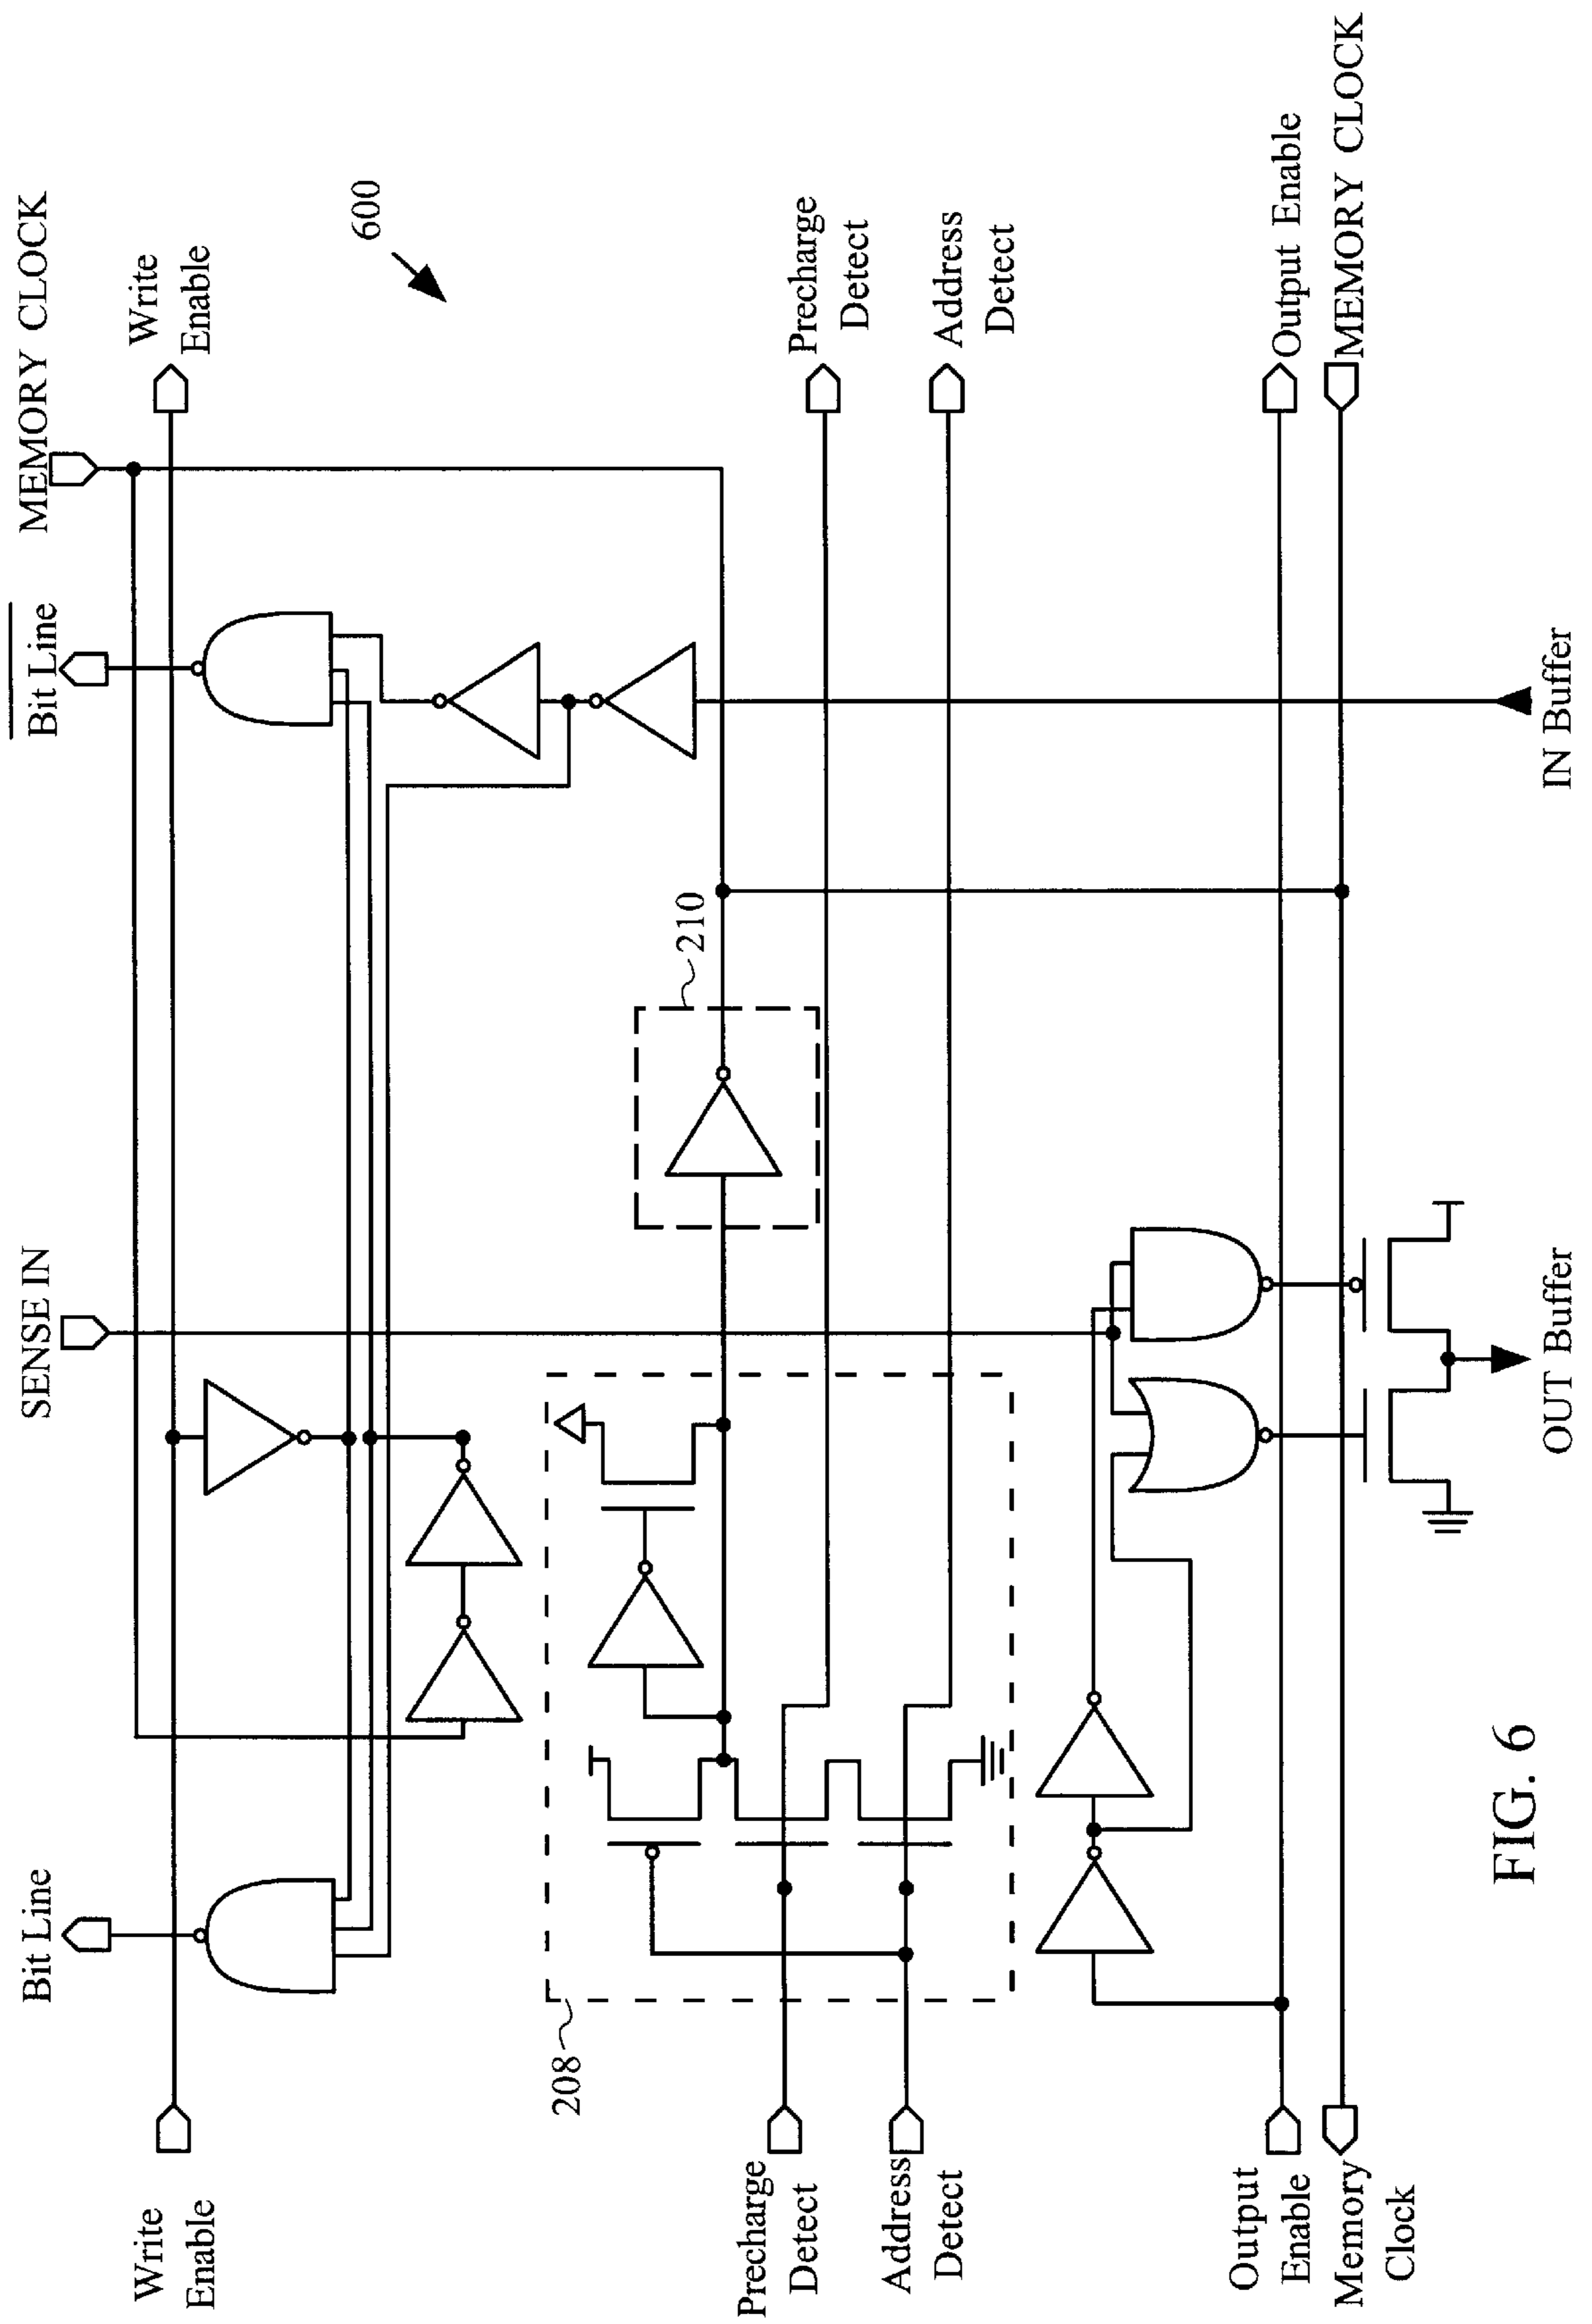 MEMORY CLOCK
Write
Enable
600
Bit Line
SENSE IN
Bit Line
Write
Enable
Precharge
Detect
Address
Detect
Output Enable
MEMORY CLOCK
210
208
Precharge
Detect
Address
Detect
Output
Enable
Memory
Clock
IN Buffer
OUT Buffer
FIG. 6